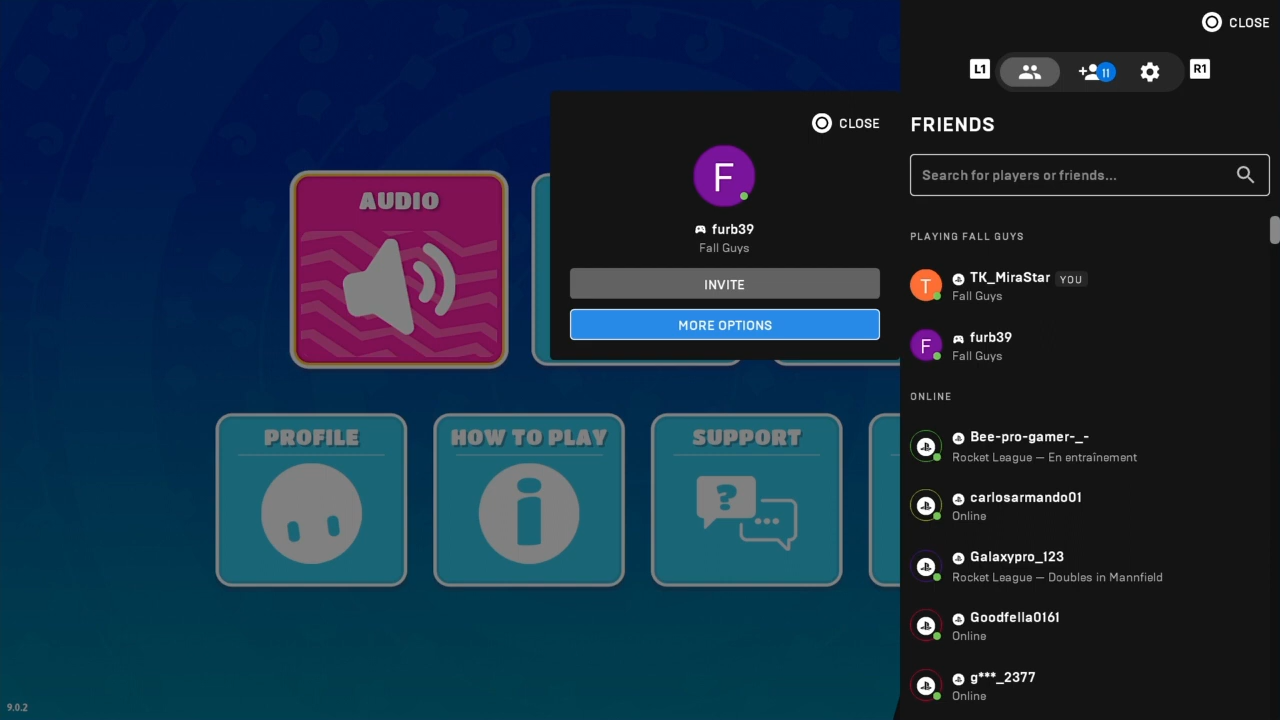 CLOSE
L1
11
R1
CLOSE
FRIENDS
F
Search for players or friends...
AUDIO
furb39
Fall Guys
PLAYING FALL GUYS
INVITE
T
TK_MiraStar YOU
Fall Guys
MORE OPTIONS
F
furb39
Fall Guys
ONLINE
PROFILE
HOW TO PLAY
SUPPORT
Bee-pro-gamer-_-
Rocket League — En entraînement
carlosarmando01
Online
Galaxypro_123
Rocket League — Doubles in Mannfield
Goodfella0161
Online
g***_2377
Online
9.0.2